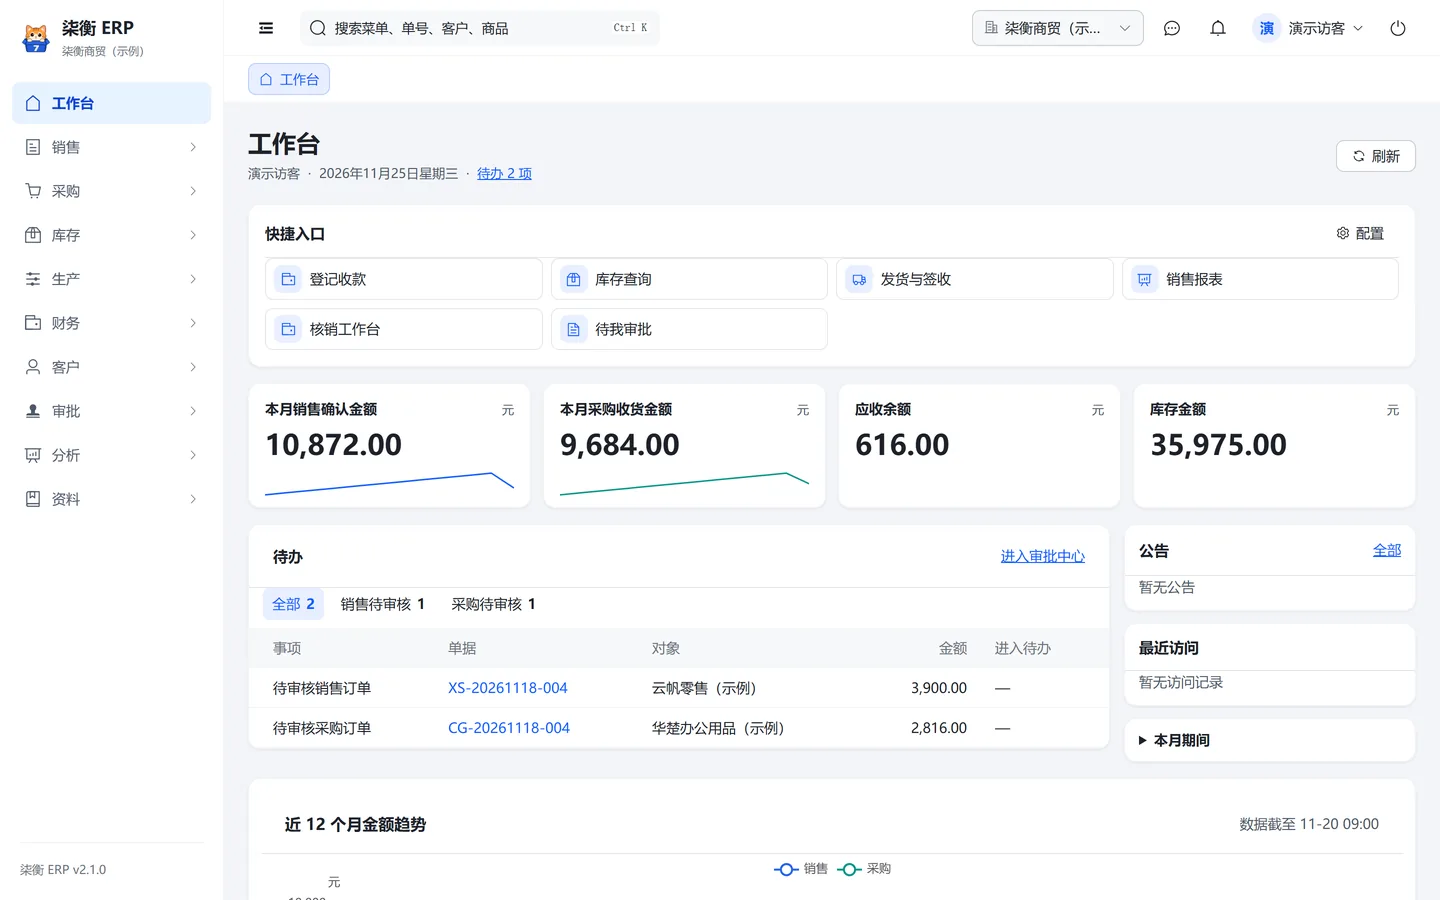 柒衡 ERP
柒衡商贸（示例）
搜索菜单、单号、客户、商品
Ctrl K
柒衡商贸（示...
演
演示访客
工作台
销售
采购
库存
生产
财务
客户
审批
分析
资料
柒衡 ERP v2.1.0
工作台
工作台
演示访客 · 2026年11月25日星期三 · 待办 2 项
刷新
快捷入口
配置
登记收款
库存查询
发货与签收
销售报表
核销工作台
待我审批
本月销售确认金额 元
10,872.00
本月采购收货金额 元
9,684.00
应收余额 元
616.00
库存金额 元
35,975.00
待办
进入审批中心
全部 2 销售待审核 1 采购待审核 1
事项 单据 对象 金额 进入待办
待审核销售订单 XS-20261118-004 云帆零售（示例） 3,900.00 —
待审核采购订单 CG-20261118-004 华楚办公用品（示例） 2,816.00 —
公告 全部
暂无公告
最近访问
暂无访问记录
本月期间
近 12 个月金额趋势
数据截至 11-20 09:00
销售 采购
元